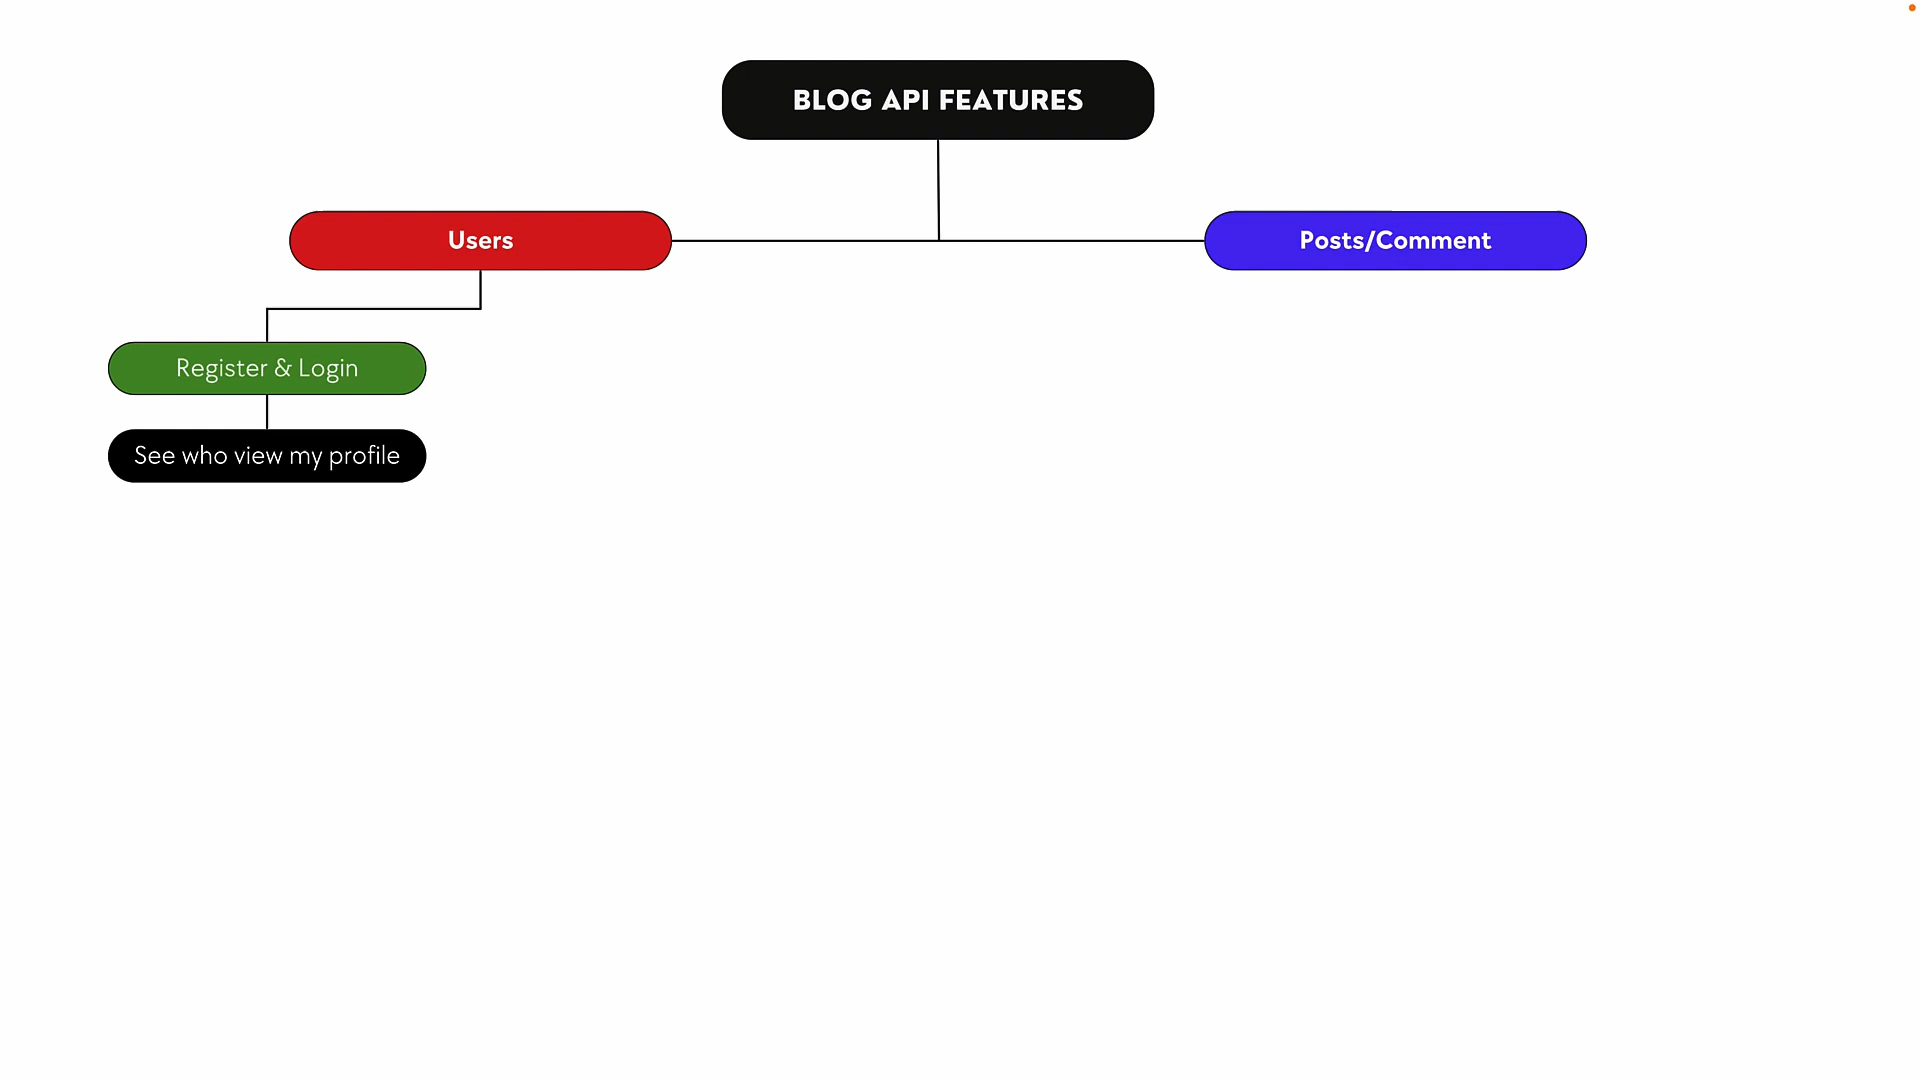 BLOG API FEATURES
Users
Posts/Comment
Register & Login
See who view my profile